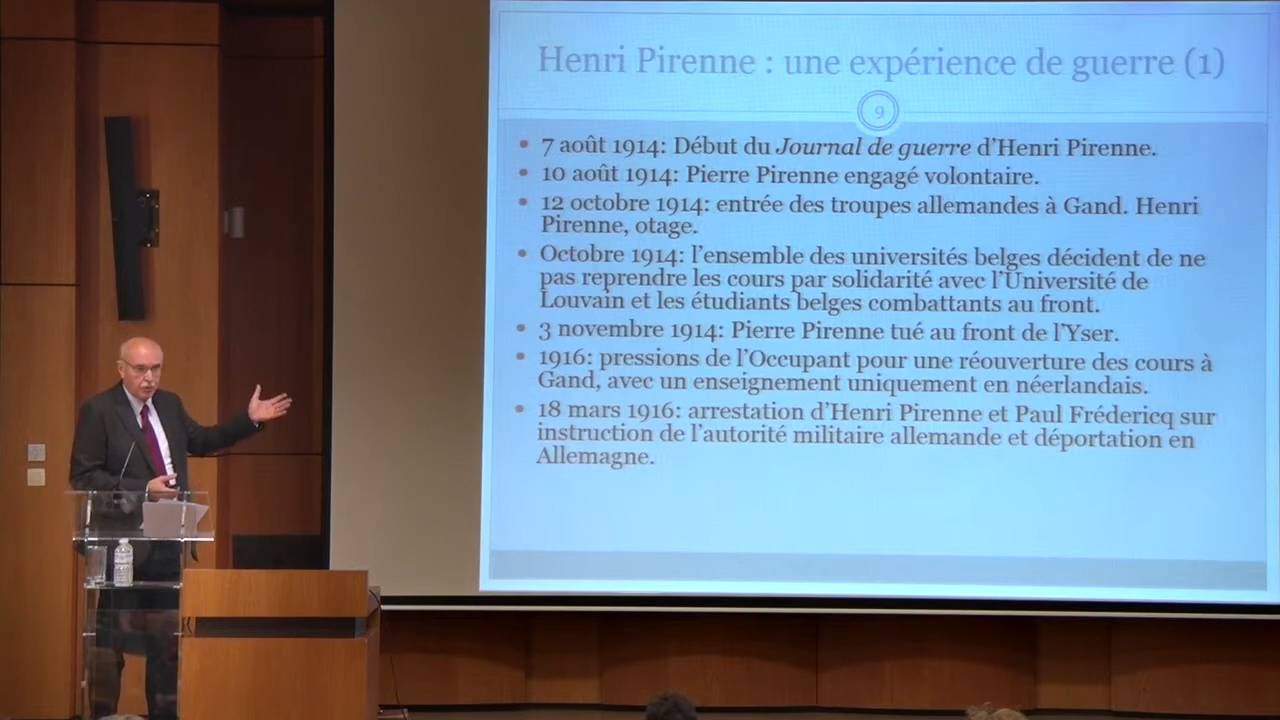 Henri Pirenne : une expérience de guerre (1)
9
• 7 août 1914: Début du Journal de guerre d’Henri Pirenne.
• 10 août 1914: Pierre Pirenne engagé volontaire.
• 12 octobre 1914: entrée des troupes allemandes à Gand. Henri
Pirenne, otage.
• Octobre 1914: l’ensemble des universités belges décident de ne
pas reprendre les cours par solidarité avec l’Université de
Louvain et les étudiants belges combattants au front.
• 3 novembre 1914: Pierre Pirenne tué au front de l’Yser.
• 1916: pressions de l’Occupant pour une réouverture des cours à
Gand, avec un enseignement uniquement en néerlandais.
• 18 mars 1916: arrestation d’Henri Pirenne et Paul Frédericq sur
instruction de l’autorité militaire allemande et déportation en
Allemagne.